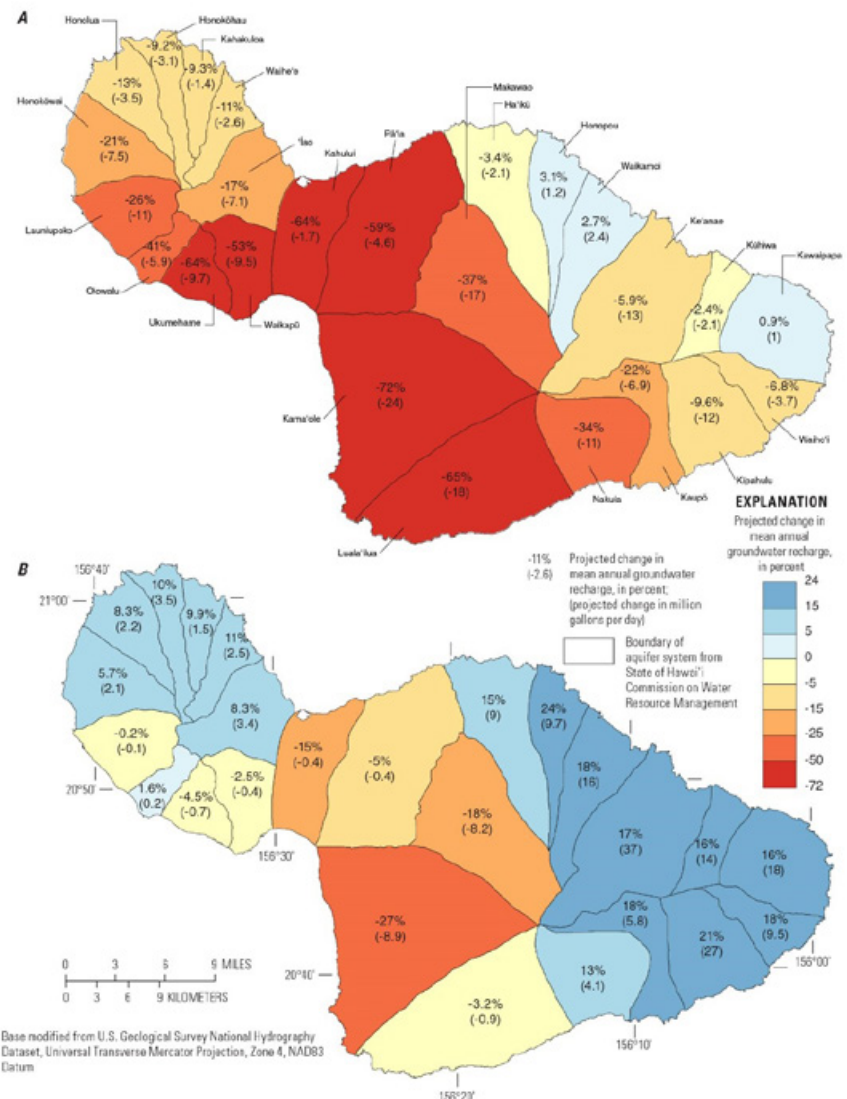 A
Honolua
Honokōhau
Kahakuloa
Waihe'e
Honokōwai
'Īao
Launiupoko
Olowalu
Ukumehame
Waikapū
Kahului
Pā'ia
Makawao
Ha'ikū
Honopou
Waikamoi
Ke'anae
Kūhiwa
Kawaipapa
Waiho'i
Kīpahulu
Kaupō
Nakula
Kama'ole
Luala'ilua
-13%
(-3.5)
-9.2%
(-3.1)
-9.3%
(-1.4)
-11%
(-2.6)
-21%
(-7.5)
-17%
(-7.1)
-26%
(-11)
-41%
(-5.9)
-64%
(-9.7)
-53%
(-9.5)
-64%
(-1.7)
-59%
(-4.6)
-3.4%
(-2.1)
3.1%
(1.2)
2.7%
(2.4)
-37%
(-17)
-5.9%
(-13)
-2.4%
(-2.1)
0.9%
(1)
-72%
(-24)
-22%
(-6.9)
-9.6%
(-12)
-6.8%
(-3.7)
-34%
(-11)
-65%
(-18)
EXPLANATION
Projected change in
mean annual
groundwater recharge,
in percent
24
15
5
0
-5
-15
-25
-50
-72
-11%
(-2.6)
Projected change in
mean annual groundwater
recharge, in percent;
(projected change in million
gallons per day)
Boundary of
aquifer system from
State of Hawai'i
Commission on Water
Resource Management
B
156°40'
21°00'
20°50'
156°30'
20°40'
156°20'
156°10'
156°00'
8.3%
(2.2)
10%
(3.5)
9.9%
(1.5)
11%
(2.5)
5.7%
(2.1)
8.3%
(3.4)
-0.2%
(-0.1)
1.6%
(0.2)
-4.5%
(-0.7)
-2.5%
(-0.4)
-15%
(-0.4)
-5%
(-0.4)
15%
(9)
24%
(9.7)
18%
(16)
-18%
(-8.2)
17%
(37)
16%
(14)
16%
(18)
-27%
(-8.9)
18%
(5.8)
21%
(27)
18%
(9.5)
13%
(4.1)
-3.2%
(-0.9)
0 3 6 9 MILES
0 3 6 9 KILOMETERS
Base modified from U.S. Geological Survey National Hydrography
Dataset, Universal Transverse Mercator Projection, Zone 4, NAD83
Datum